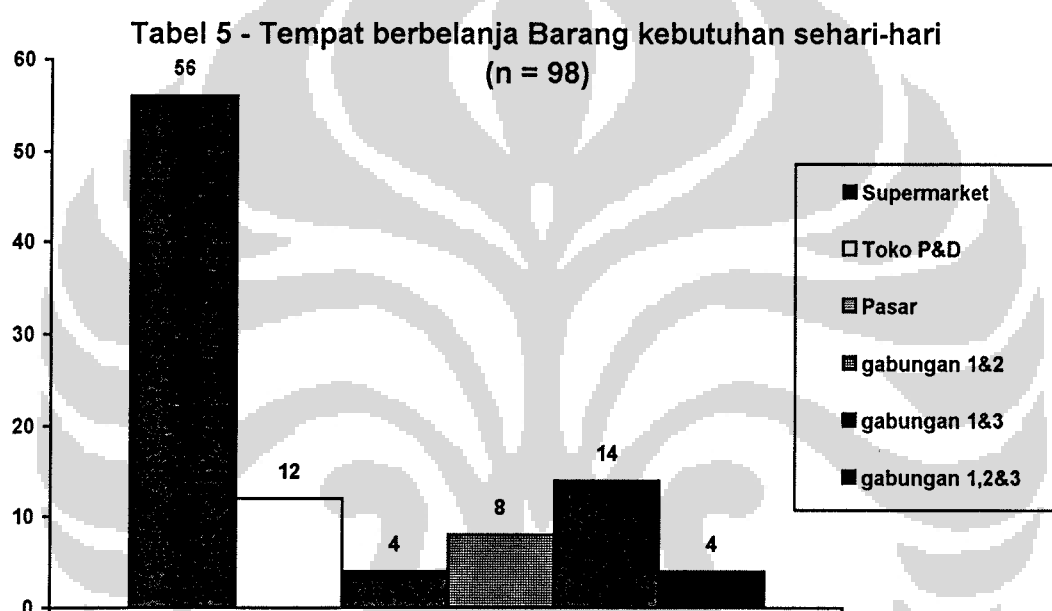 Tabel 5 - Tempat berbelanja Barang kebutuhan sehari-hari
(n = 98)
60
50
40
30
20
10
0
56
12
4
8
14
4
Supermarket
Toko P&D
Pasar
gabungan 1&2
gabungan 1&3
gabungan 1,2&3